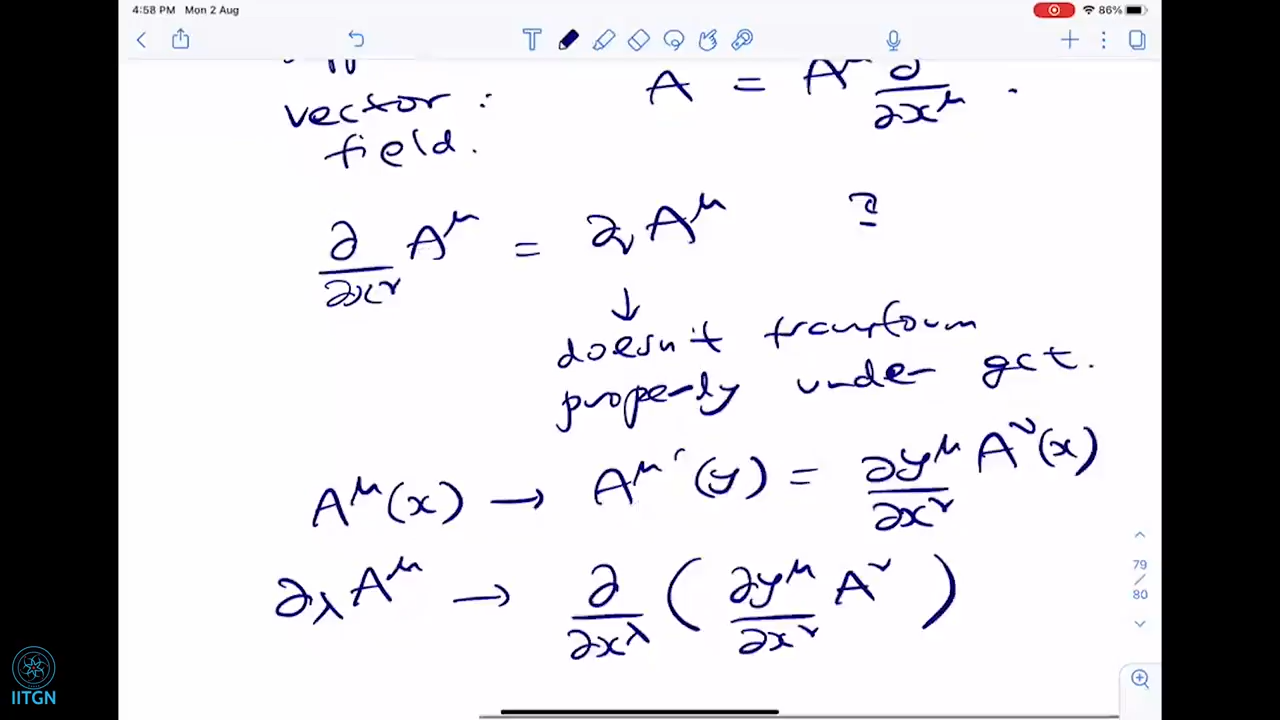 4:58 PM Mon 2 Aug
86%
vector : A = A^μ ∂/∂x^μ .
field.
∂/∂x^ν A^μ = ∂_ν A^μ ?
↓
doesn't transform
properly under gct.
A^μ(x) → A^μ'(y) = ∂y^μ/∂x^ν A^ν(x)
∂_λ A^μ → ∂/∂x^λ ( ∂y^μ/∂x^ν A^ν )
79
/
80
IITGN